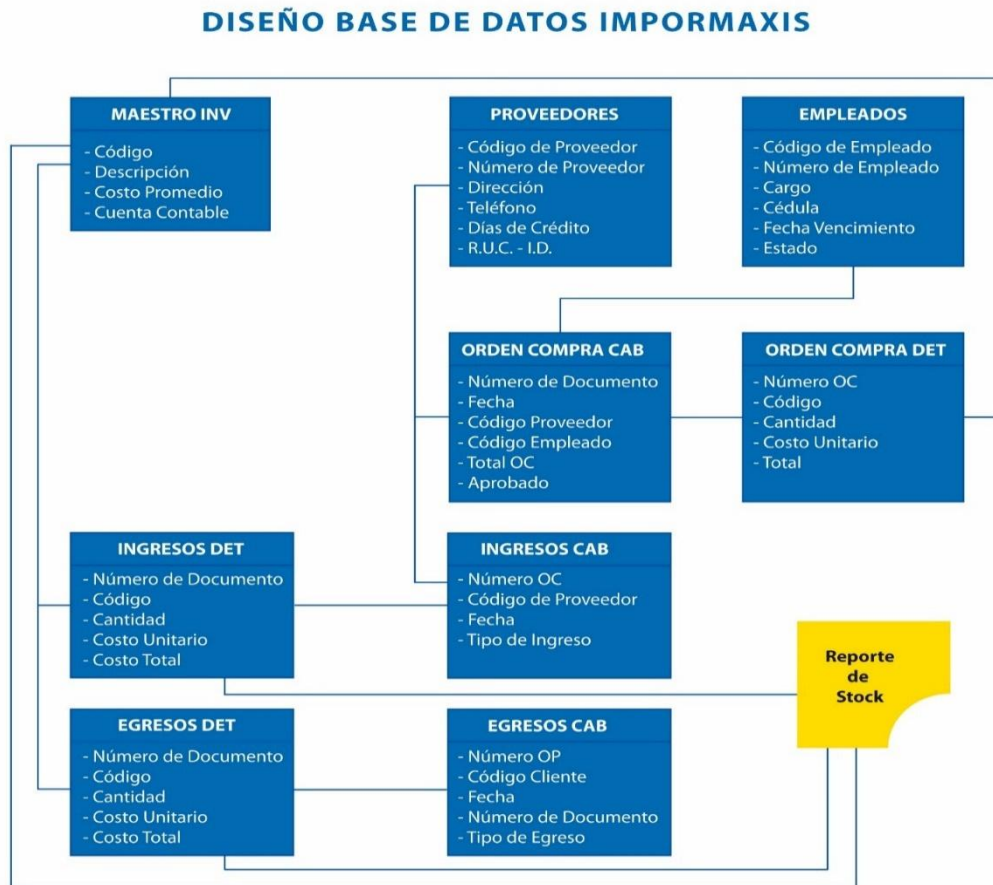 DISEÑO BASE DE DATOS IMPORMAXIS
MAESTRO INV
- Código
- Descripción
- Costo Promedio
- Cuenta Contable
PROVEEDORES
- Código de Proveedor
- Número de Proveedor
- Dirección
- Teléfono
- Días de Crédito
- R.U.C. - I.D.
EMPLEADOS
- Código de Empleado
- Número de Empleado
- Cargo
- Cédula
- Fecha Vencimiento
- Estado
ORDEN COMPRA CAB
- Número de Documento
- Fecha
- Código Proveedor
- Código Empleado
- Total OC
- Aprobado
ORDEN COMPRA DET
- Número OC
- Código
- Cantidad
- Costo Unitario
- Total
INGRESOS DET
- Número de Documento
- Código
- Cantidad
- Costo Unitario
- Costo Total
INGRESOS CAB
- Número OC
- Código de Proveedor
- Fecha
- Tipo de Ingreso
Reporte
de
Stock
EGRESOS DET
- Número de Documento
- Código
- Cantidad
- Costo Unitario
- Costo Total
EGRESOS CAB
- Número OP
- Código Cliente
- Fecha
- Número de Documento
- Tipo de Egreso